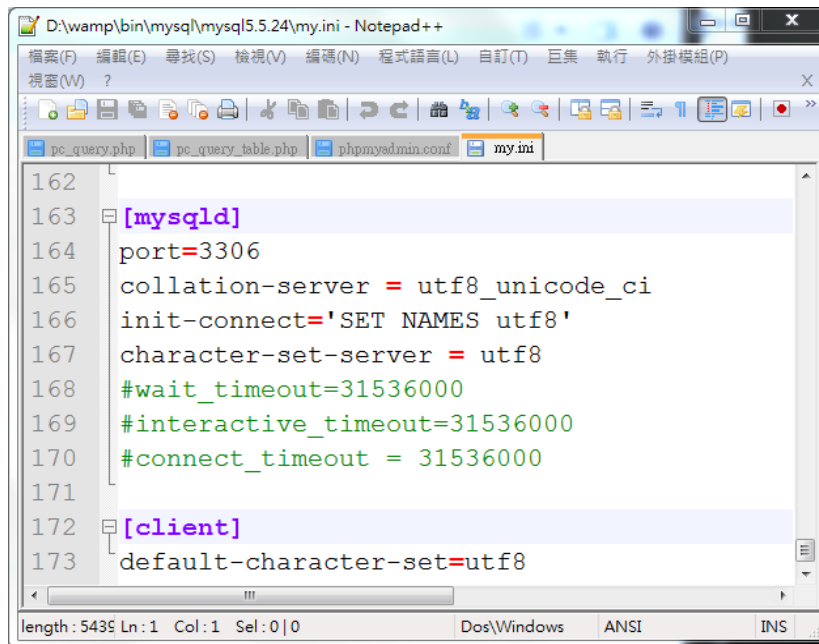 D:\wamp\bin\mysql\mysql5.5.24\my.ini - Notepad++
檔案(F) 編輯(E) 尋找(S) 檢視(V) 編碼(N) 程式語言(L) 自訂(T) 巨集 執行 外掛模組(P)
視窗(W) ? X
pc_query.php pc_query_table.php phpmyadmin.conf my.ini
162
163 [mysqld]
164 port=3306
165 collation-server = utf8_unicode_ci
166 init-connect='SET NAMES utf8'
167 character-set-server = utf8
168 #wait_timeout=31536000
169 #interactive_timeout=31536000
170 #connect_timeout = 31536000
171
172 [client]
173 default-character-set=utf8
length : 5439 Ln : 1 Col : 1 Sel : 0 | 0 Dos\Windows ANSI INS